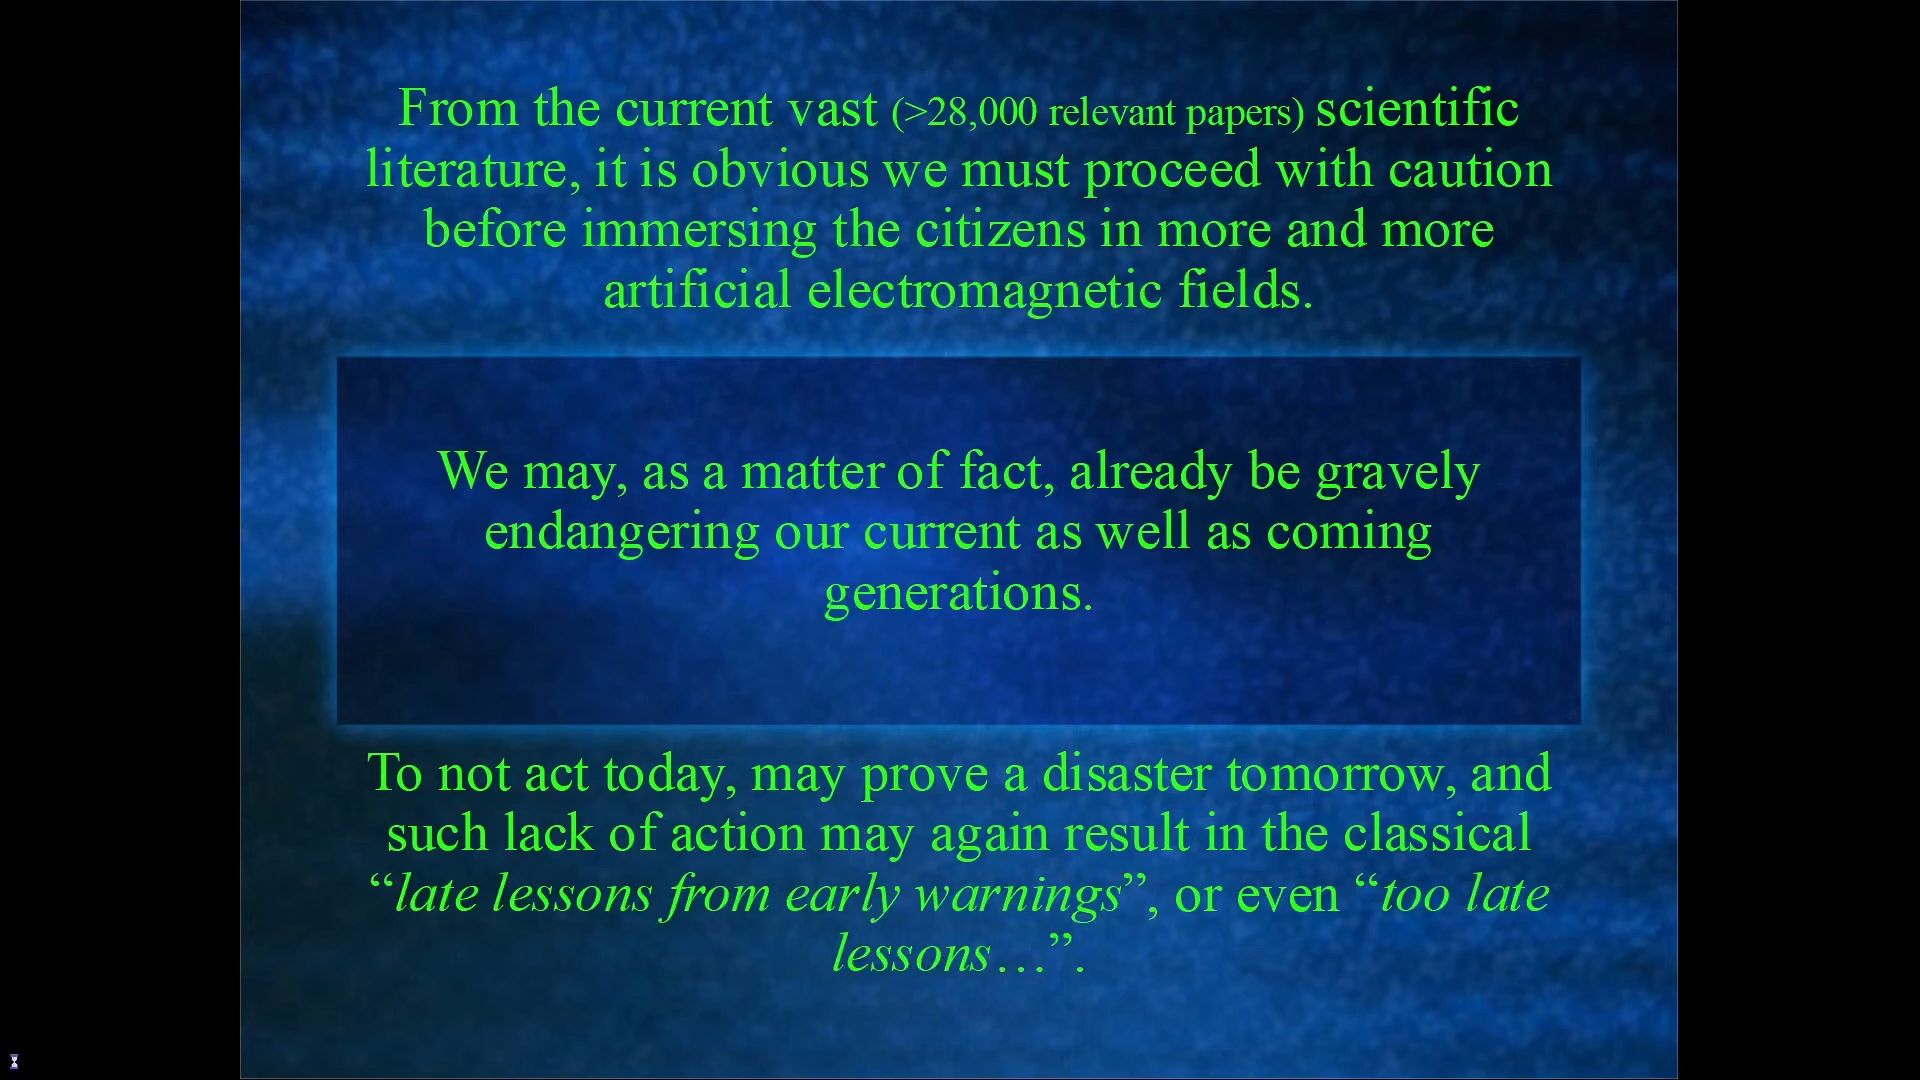 From the current vast (>28,000 relevant papers) scientific
literature, it is obvious we must proceed with caution
before immersing the citizens in more and more
artificial electromagnetic fields.
We may, as a matter of fact, already be gravely
endangering our current as well as coming
generations.
To not act today, may prove a disaster tomorrow, and
such lack of action may again result in the classical
“late lessons from early warnings”, or even “too late
lessons…”.